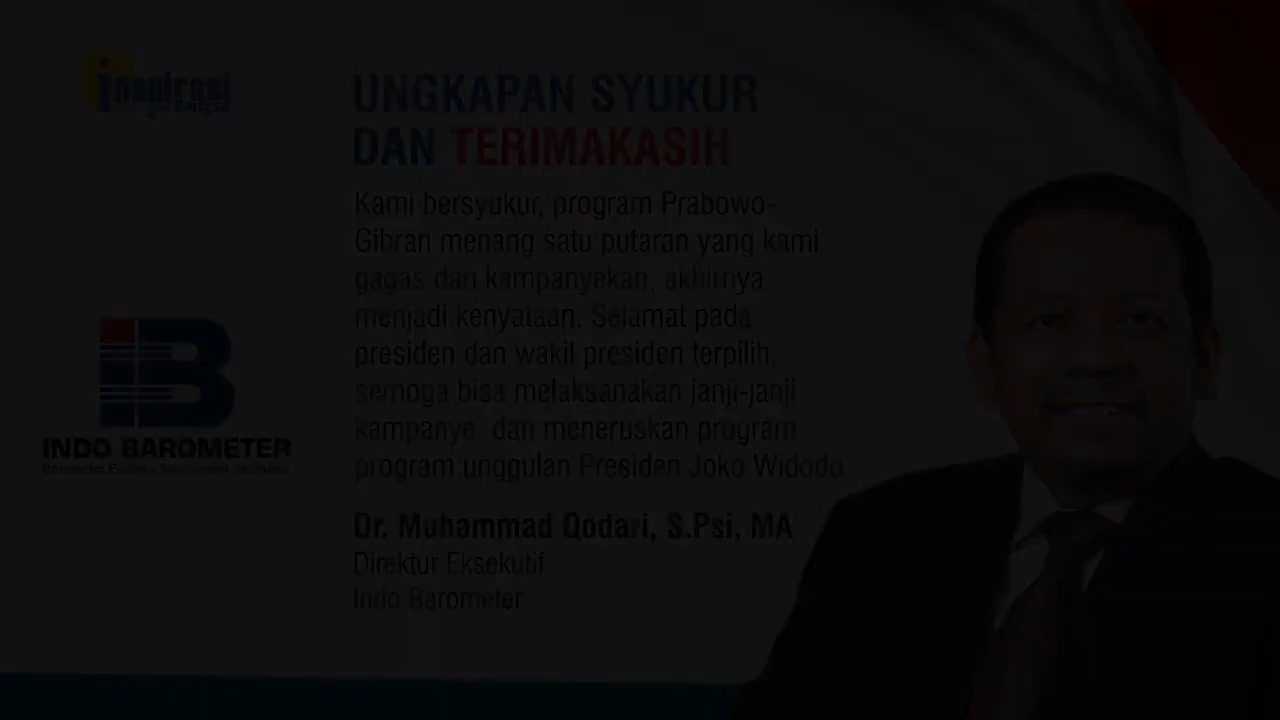 inspirasi
UNGKAPAN SYUKUR
DAN TERIMAKASIH
Kami bersyukur, program Prabowo-
Gibran menang satu putaran yang kami
gagas dan kampanyekan, akhirnya
menjadi kenyataan. Selamat pada
presiden dan wakil presiden terpilih,
semoga bisa melaksanakan janji-janji
kampanye, dan meneruskan program
program unggulan Presiden Joko Widodo
Dr. Muhammad Qodari, S.Psi, MA
Direktur Eksekutif
Indo Barometer
INDO BAROMETER